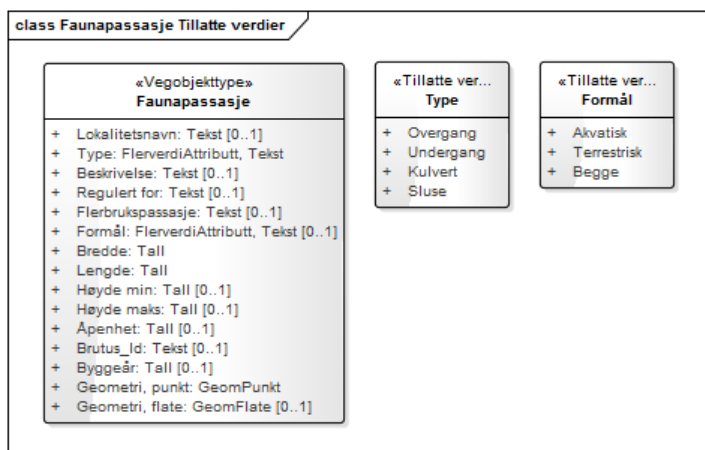 class Faunapassasje Tillatte verdier
«Vegobjekttype»
Faunapassasje
+ Lokalitetsnavn: Tekst [0..1]
+ Type: FlerverdiAttributt, Tekst
+ Beskrivelse: Tekst [0..1]
+ Regulert for: Tekst [0..1]
+ Flerbrukspassasje: Tekst [0..1]
+ Formål: FlerverdiAttributt, Tekst [0..1]
+ Bredde: Tall
+ Lengde: Tall
+ Høyde min: Tall [0..1]
+ Høyde maks: Tall [0..1]
+ Åpenhet: Tall [0..1]
+ Brutus_Id: Tekst [0..1]
+ Byggeår: Tall [0..1]
+ Geometri, punkt: GeomPunkt
+ Geometri, flate: GeomFlate [0..1]
«Tillatte ver...
Type
+ Overgang
+ Undergang
+ Kulvert
+ Sluse
«Tillatte ver...
Formål
+ Akvatisk
+ Terrestrisk
+ Begge